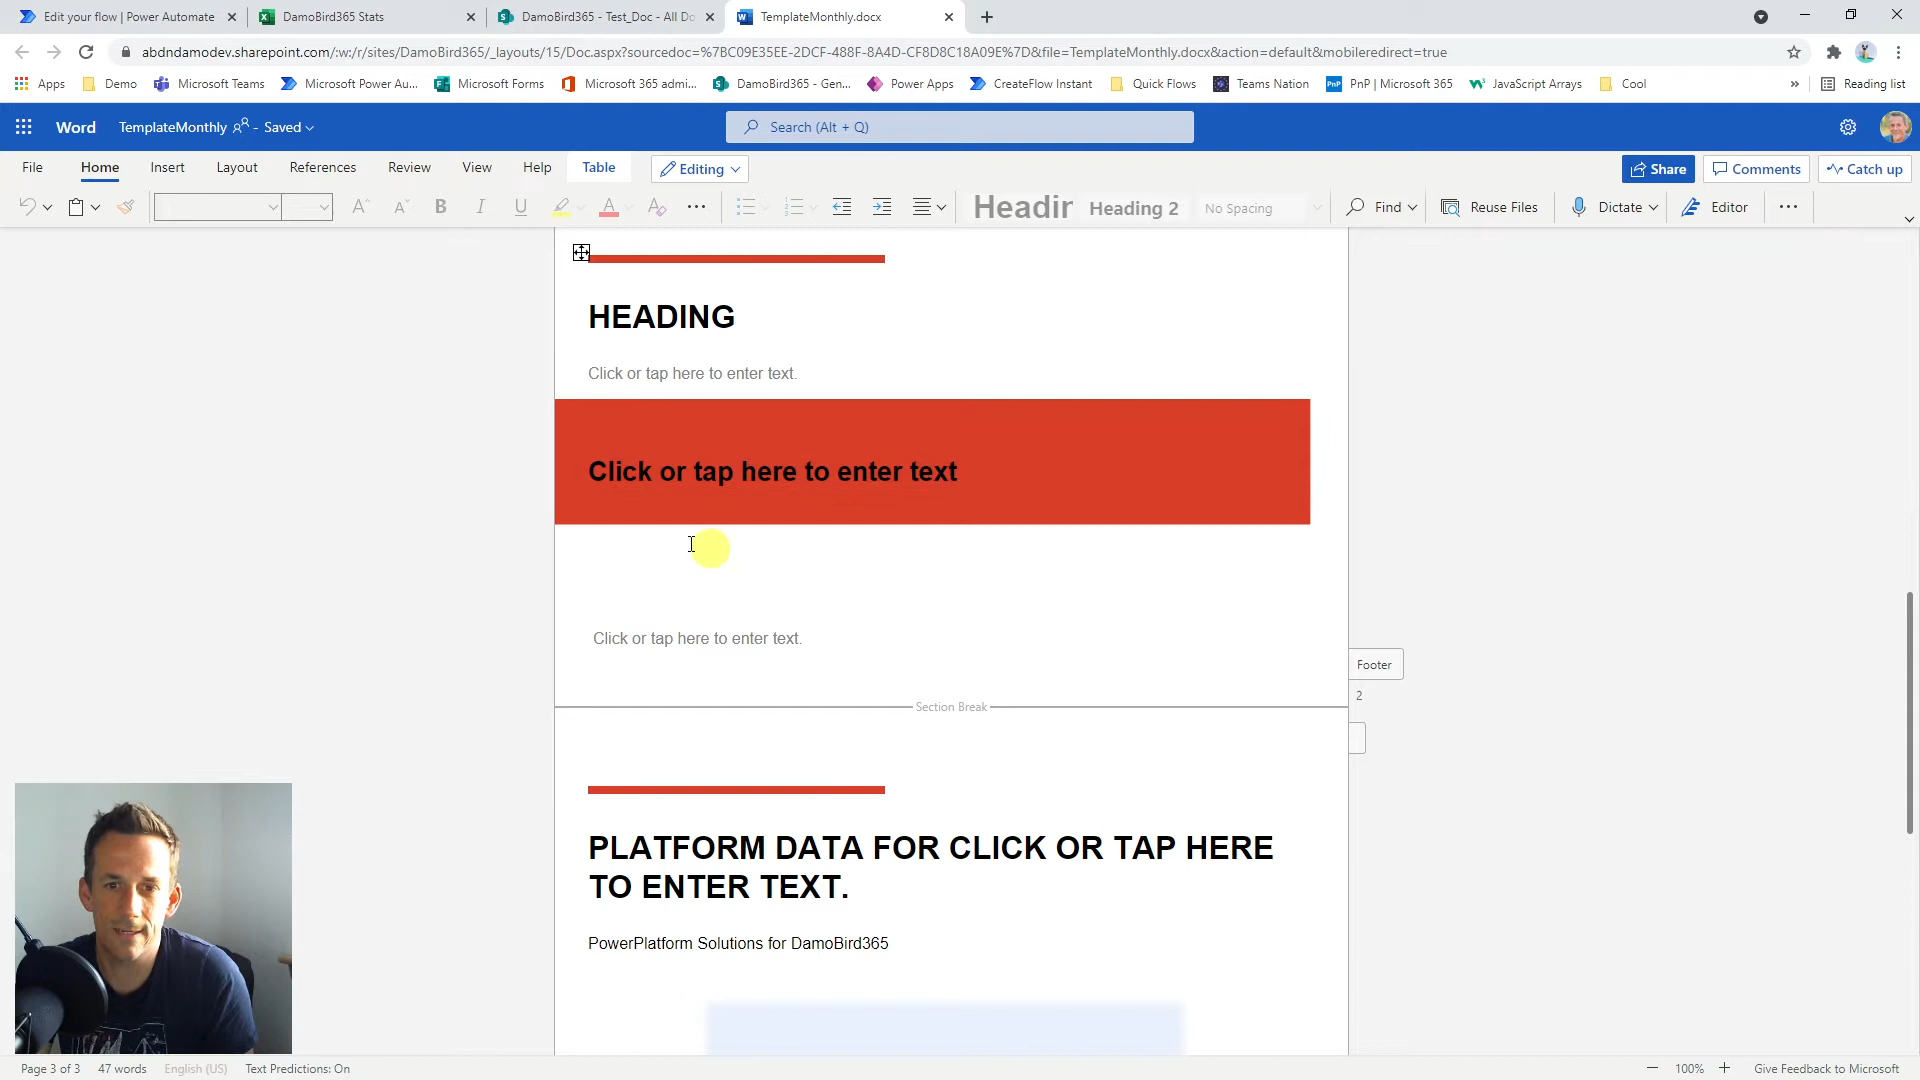 Edit your flow | Power Automate
DamoBird365 Stats
DamoBird365 - Test_Doc - All Do
TemplateMonthly.docx
abdndamodev.sharepoint.com/:w:/r/sites/DamoBird365/_layouts/15/Doc.aspx?sourcedoc=%7BC09E35EE-2DCF-488F-8A4D-CF8D8C18A09E%7D&file=TemplateMonthly.docx&action=default&mobileredirect=true
Apps
Demo
Microsoft Teams
Microsoft Power Au...
Microsoft Forms
Microsoft 365 admi...
DamoBird365 - Gen...
Power Apps
CreateFlow Instant
Quick Flows
Teams Nation
PnP | Microsoft 365
JavaScript Arrays
Cool
Reading list
Word
TemplateMonthly - Saved
Search (Alt + Q)
File
Home
Insert
Layout
References
Review
View
Help
Table
Editing
Share
Comments
Catch up
Heading 2
No Spacing
Find
Reuse Files
Dictate
Editor
HEADING
Click or tap here to enter text.
Click or tap here to enter text
Click or tap here to enter text.
Footer
2
Section Break
PLATFORM DATA FOR CLICK OR TAP HERE
TO ENTER TEXT.
PowerPlatform Solutions for DamoBird365
Page 3 of 3
47 words
English (US)
Text Predictions: On
100%
Give Feedback to Microsoft